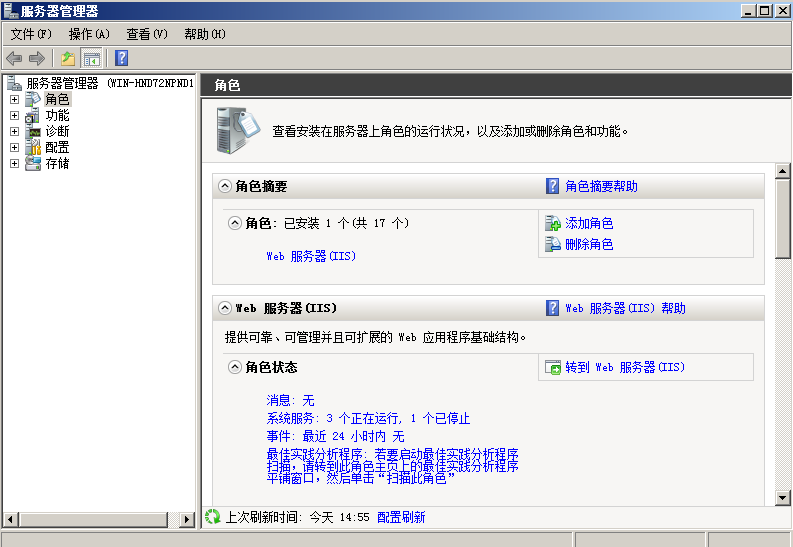 服务器管理器
文件(F) 操作(A) 查看(V) 帮助(H)
服务器管理器 (WIN-HND72NPND1
角色
功能
诊断
配置
存储
角色
查看安装在服务器上角色的运行状况，以及添加或删除角色和功能。
角色摘要
角色摘要帮助
角色: 已安装 1 个(共 17 个)
添加角色
删除角色
Web 服务器(IIS)
Web 服务器(IIS)
Web 服务器(IIS) 帮助
提供可靠、可管理并且可扩展的 Web 应用程序基础结构。
角色状态
转到 Web 服务器(IIS)
消息: 无
系统服务: 3 个正在运行, 1 个已停止
事件: 最近 24 小时内 无
最佳实践分析程序: 若要启动最佳实践分析程序
扫描，请转到此角色主页上的最佳实践分析程序
平铺窗口，然后单击“扫描此角色”
上次刷新时间: 今天 14:55 配置刷新